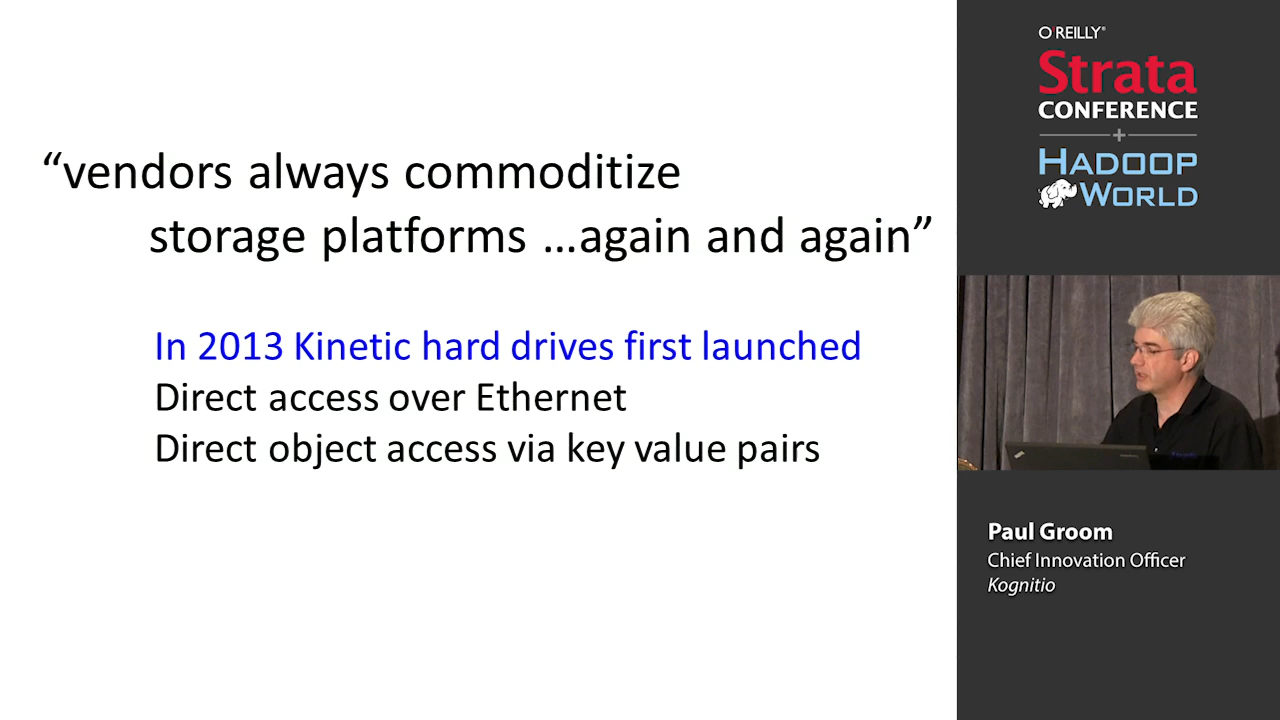 “vendors always commoditize
storage platforms ...again and again”
In 2013 Kinetic hard drives first launched
Direct access over Ethernet
Direct object access via key value pairs
O'REILLY®
Strata
CONFERENCE
+
HADOOP
WORLD
Paul Groom
Chief Innovation Officer
Kognitio